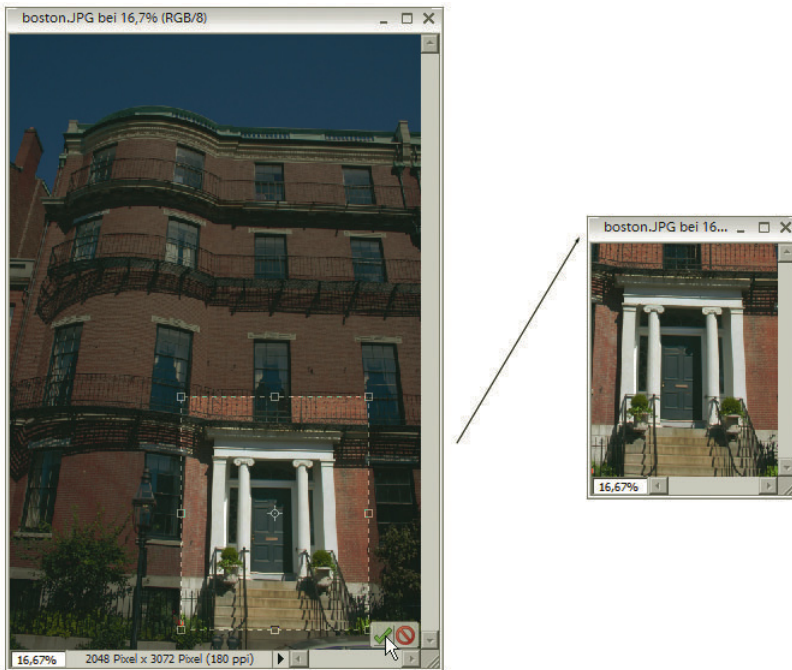 boston.JPG bei 16,7% (RGB/8)
16,67%
2048 Pixel x 3072 Pixel (180 ppi)
boston.JPG bei 16...
16,67%